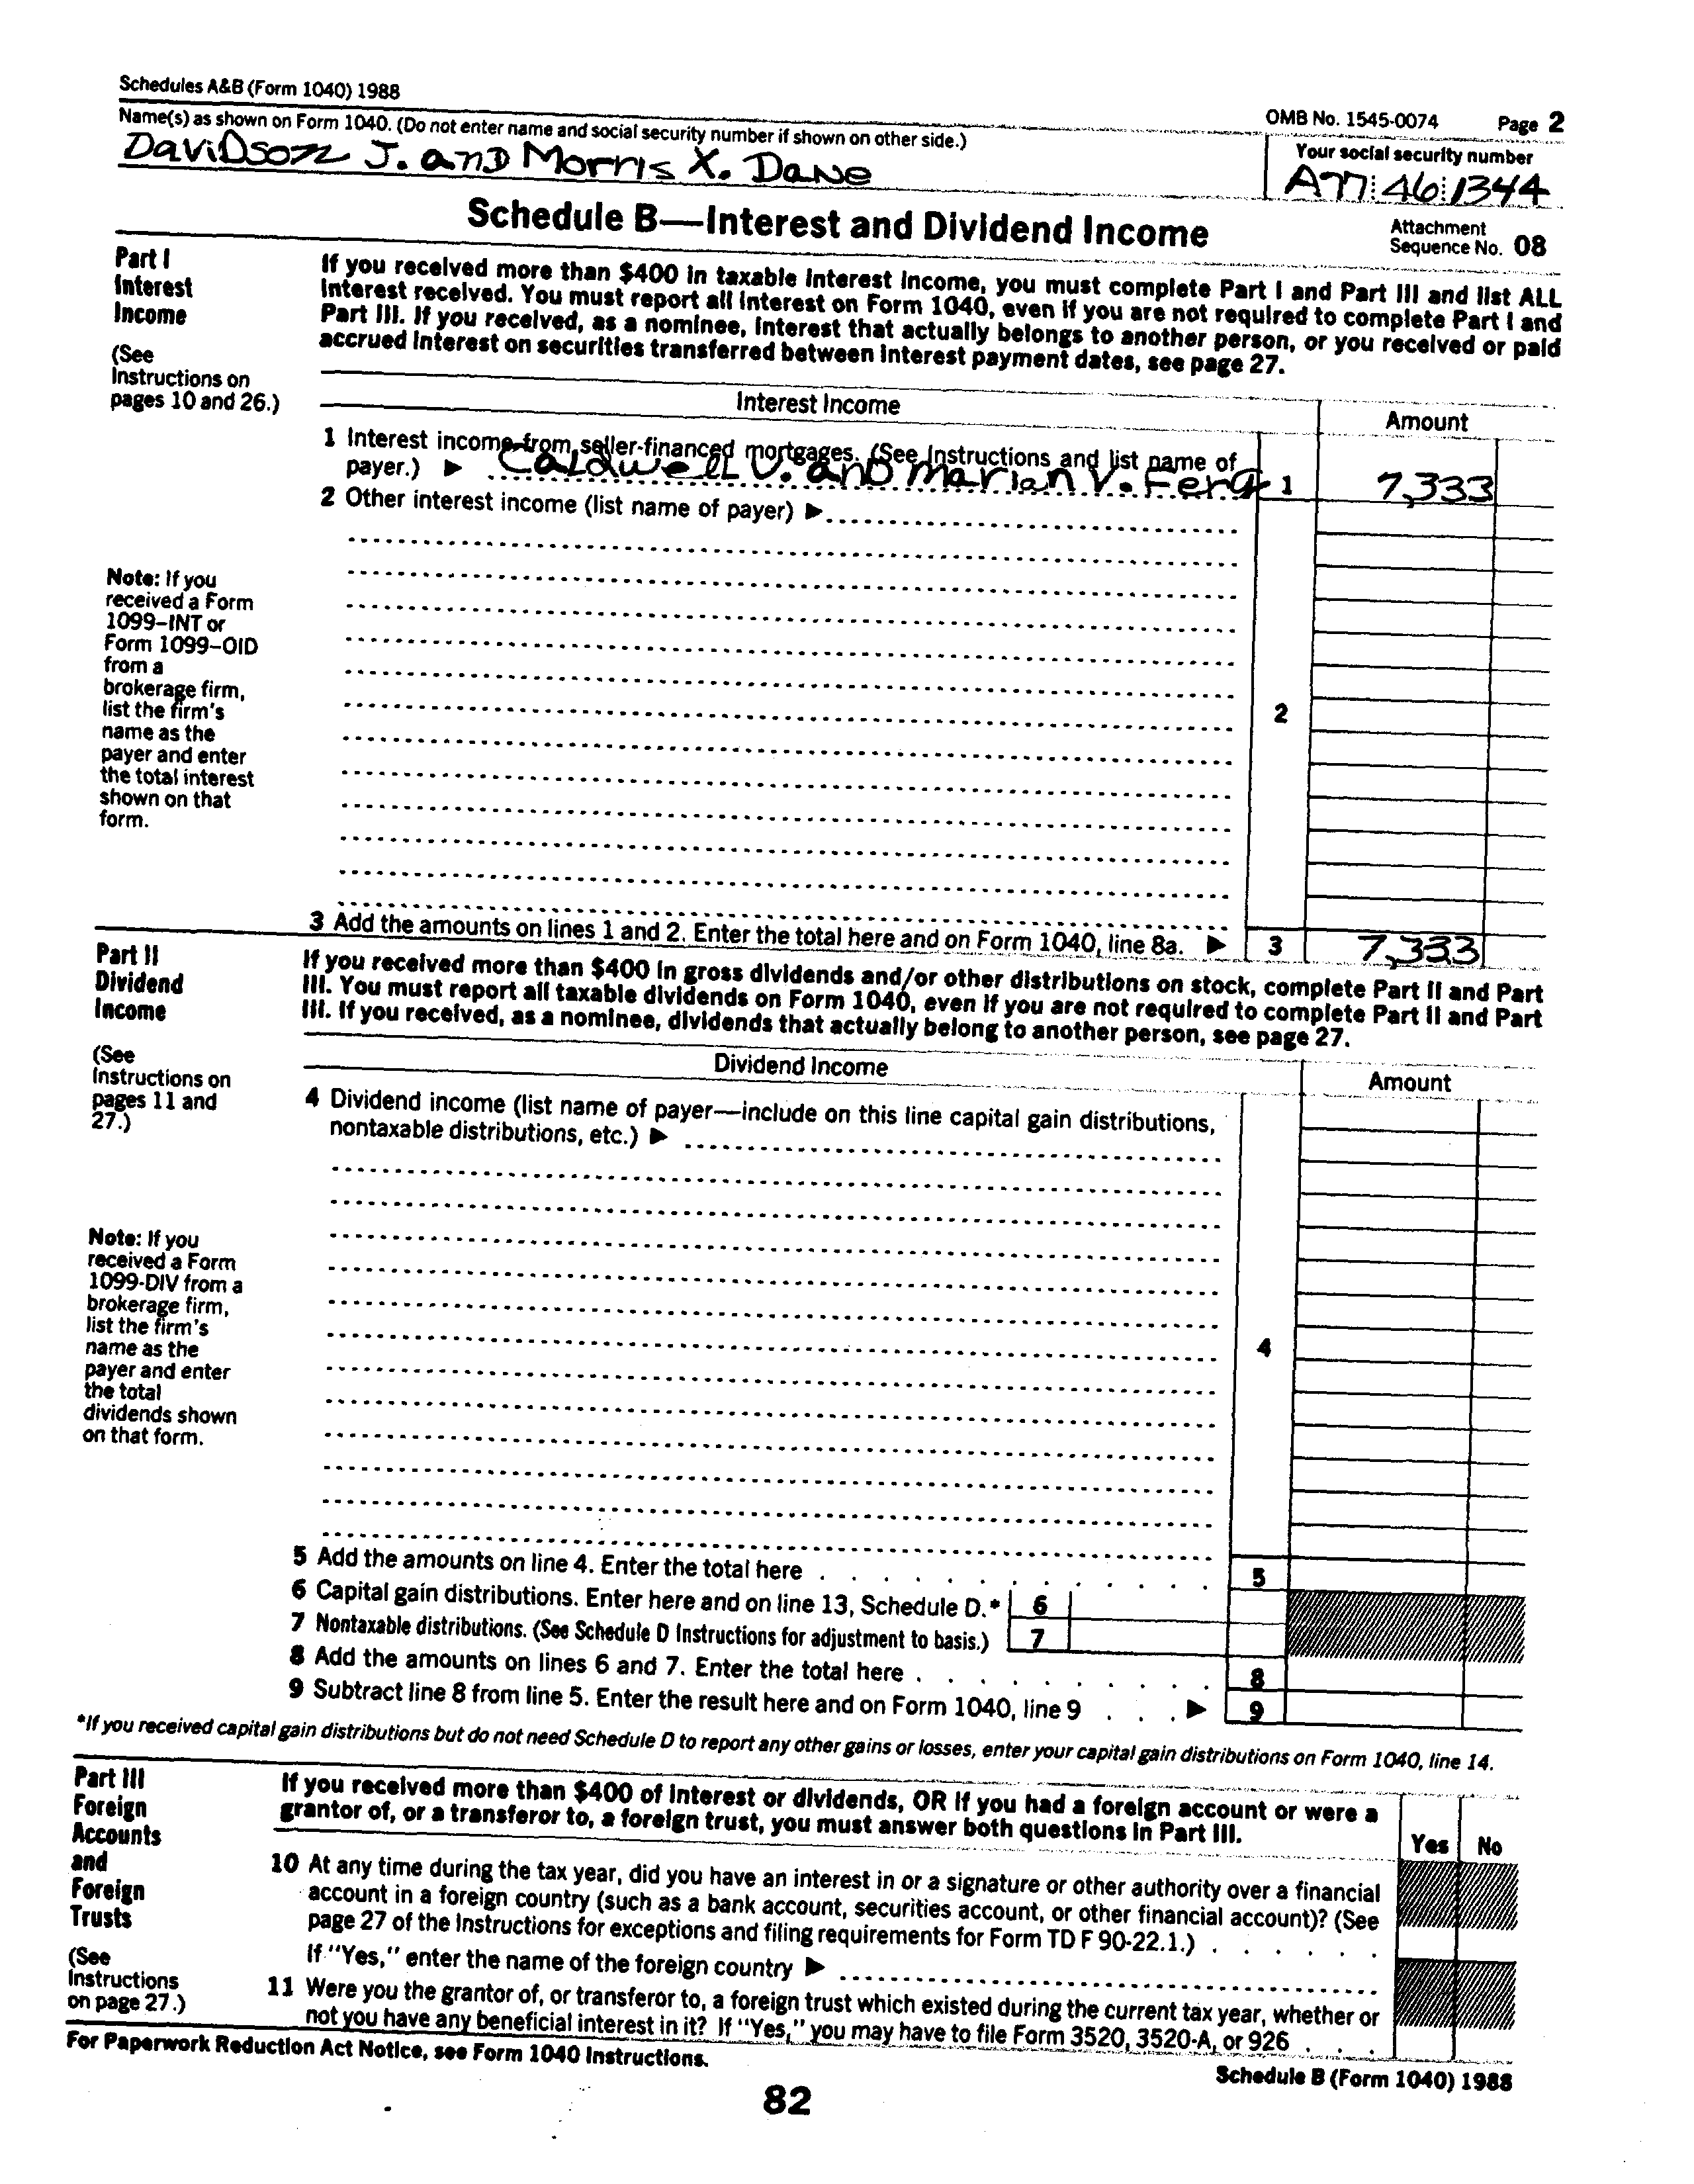 Schedules A&B (Form 1040) 1988
OMB No. 1545-0074 Page 2
Name(s) as shown on Form 1040. (Do not enter name and social security number if shown on other side.)
Your social security number
Davidson J. and Morris X. Dane
A77 46 1344
Schedule B—Interest and Dividend Income
Attachment
Sequence No. 08
Part I
Interest
Income
(See
Instructions on
pages 10 and 26.)
If you received more than $400 in taxable interest income, you must complete Part I and Part III and list ALL
interest received. You must report all interest on Form 1040, even if you are not required to complete Part I and
Part III. If you received, as a nominee, interest that actually belongs to another person, or you received or paid
accrued interest on securities transferred between interest payment dates, see page 27.
Interest Income
Amount
1 Interest income from seller-financed mortgages. (See Instructions and list name of
payer.) ▶ Caldwell V. and Marian V. Ferg 1 7,333
2 Other interest income (list name of payer) ▶
Note: If you
received a Form
1099–INT or
Form 1099–OID
from a
brokerage firm,
list the firm's
name as the
payer and enter
the total interest
shown on that
form.
2
3 Add the amounts on lines 1 and 2. Enter the total here and on Form 1040, line 8a. ▶ 3 7,333
Part II
Dividend
Income
(See
Instructions on
pages 11 and
27.)
If you received more than $400 in gross dividends and/or other distributions on stock, complete Part II and Part
III. You must report all taxable dividends on Form 1040, even if you are not required to complete Part II and Part
III. If you received, as a nominee, dividends that actually belong to another person, see page 27.
Dividend Income
Amount
4 Dividend income (list name of payer—include on this line capital gain distributions,
nontaxable distributions, etc.) ▶
Note: If you
received a Form
1099-DIV from a
brokerage firm,
list the firm's
name as the
payer and enter
the total
dividends shown
on that form.
4
5 Add the amounts on line 4. Enter the total here . . . . . . . . . . . . 5
6 Capital gain distributions. Enter here and on line 13, Schedule D.* 6
7 Nontaxable distributions. (See Schedule D Instructions for adjustment to basis.) 7
8 Add the amounts on lines 6 and 7. Enter the total here . . . . . . . . . . 8
9 Subtract line 8 from line 5. Enter the result here and on Form 1040, line 9 . . . ▶ 9
*If you received capital gain distributions but do not need Schedule D to report any other gains or losses, enter your capital gain distributions on Form 1040, line 14.
Part III
Foreign
Accounts
and
Foreign
Trusts
(See
Instructions
on page 27.)
If you received more than $400 of interest or dividends, OR if you had a foreign account or were a
grantor of, or a transferor to, a foreign trust, you must answer both questions in Part III.
Yes No
10 At any time during the tax year, did you have an interest in or a signature or other authority over a financial
account in a foreign country (such as a bank account, securities account, or other financial account)? (See
page 27 of the Instructions for exceptions and filing requirements for Form TD F 90-22.1.) . . . . . .
If "Yes," enter the name of the foreign country ▶
11 Were you the grantor of, or transferor to, a foreign trust which existed during the current tax year, whether or
not you have any beneficial interest in it? If "Yes," you may have to file Form 3520, 3520-A, or 926 . . .
For Paperwork Reduction Act Notice, see Form 1040 Instructions.
Schedule B (Form 1040) 1988
82